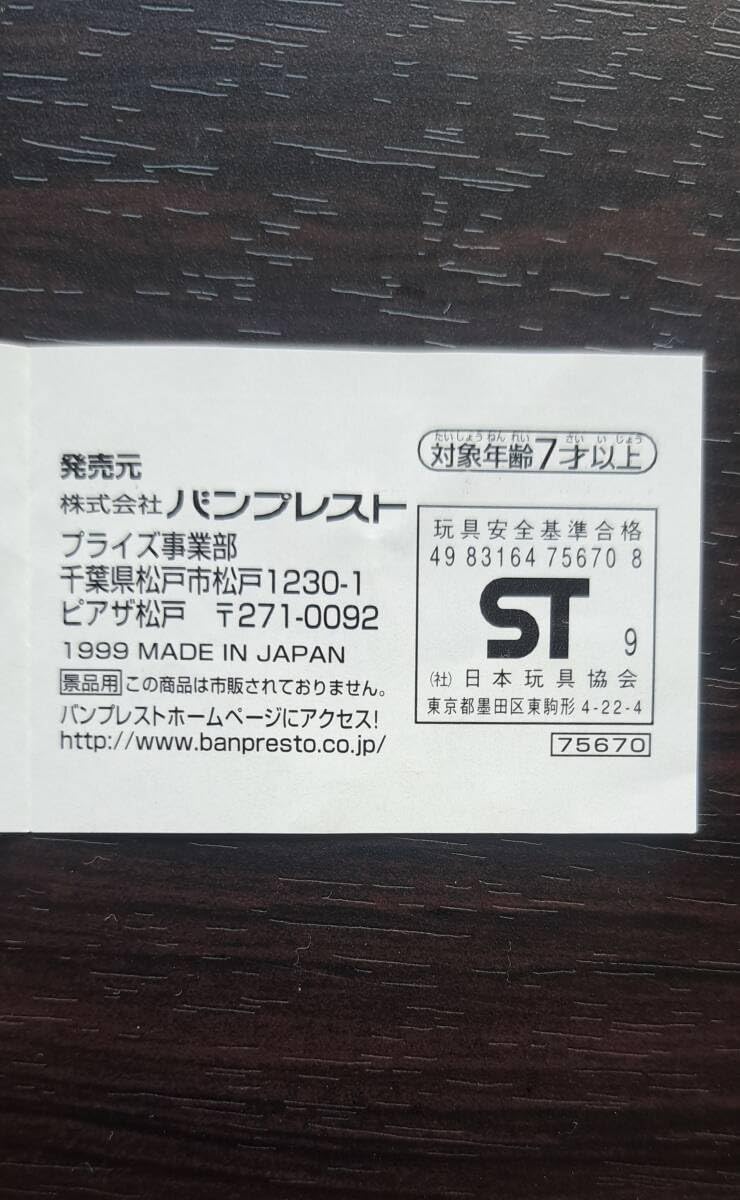 発売元
株式会社 バンプレスト
プライズ事業部
千葉県松戸市松戸1230-1
ピアザ松戸 〒271-0092
1999 MADE IN JAPAN
景品用 この商品は市販されておりません。
バンプレストホームページにアクセス!
http://www.banpresto.co.jp/
たいしょうねんれい さいいじょう
対象年齢7才以上
玩具安全基準合格
49 83164 75670 8
ST 9
(社)日本玩具協会
東京都墨田区東駒形4-22-4
75670